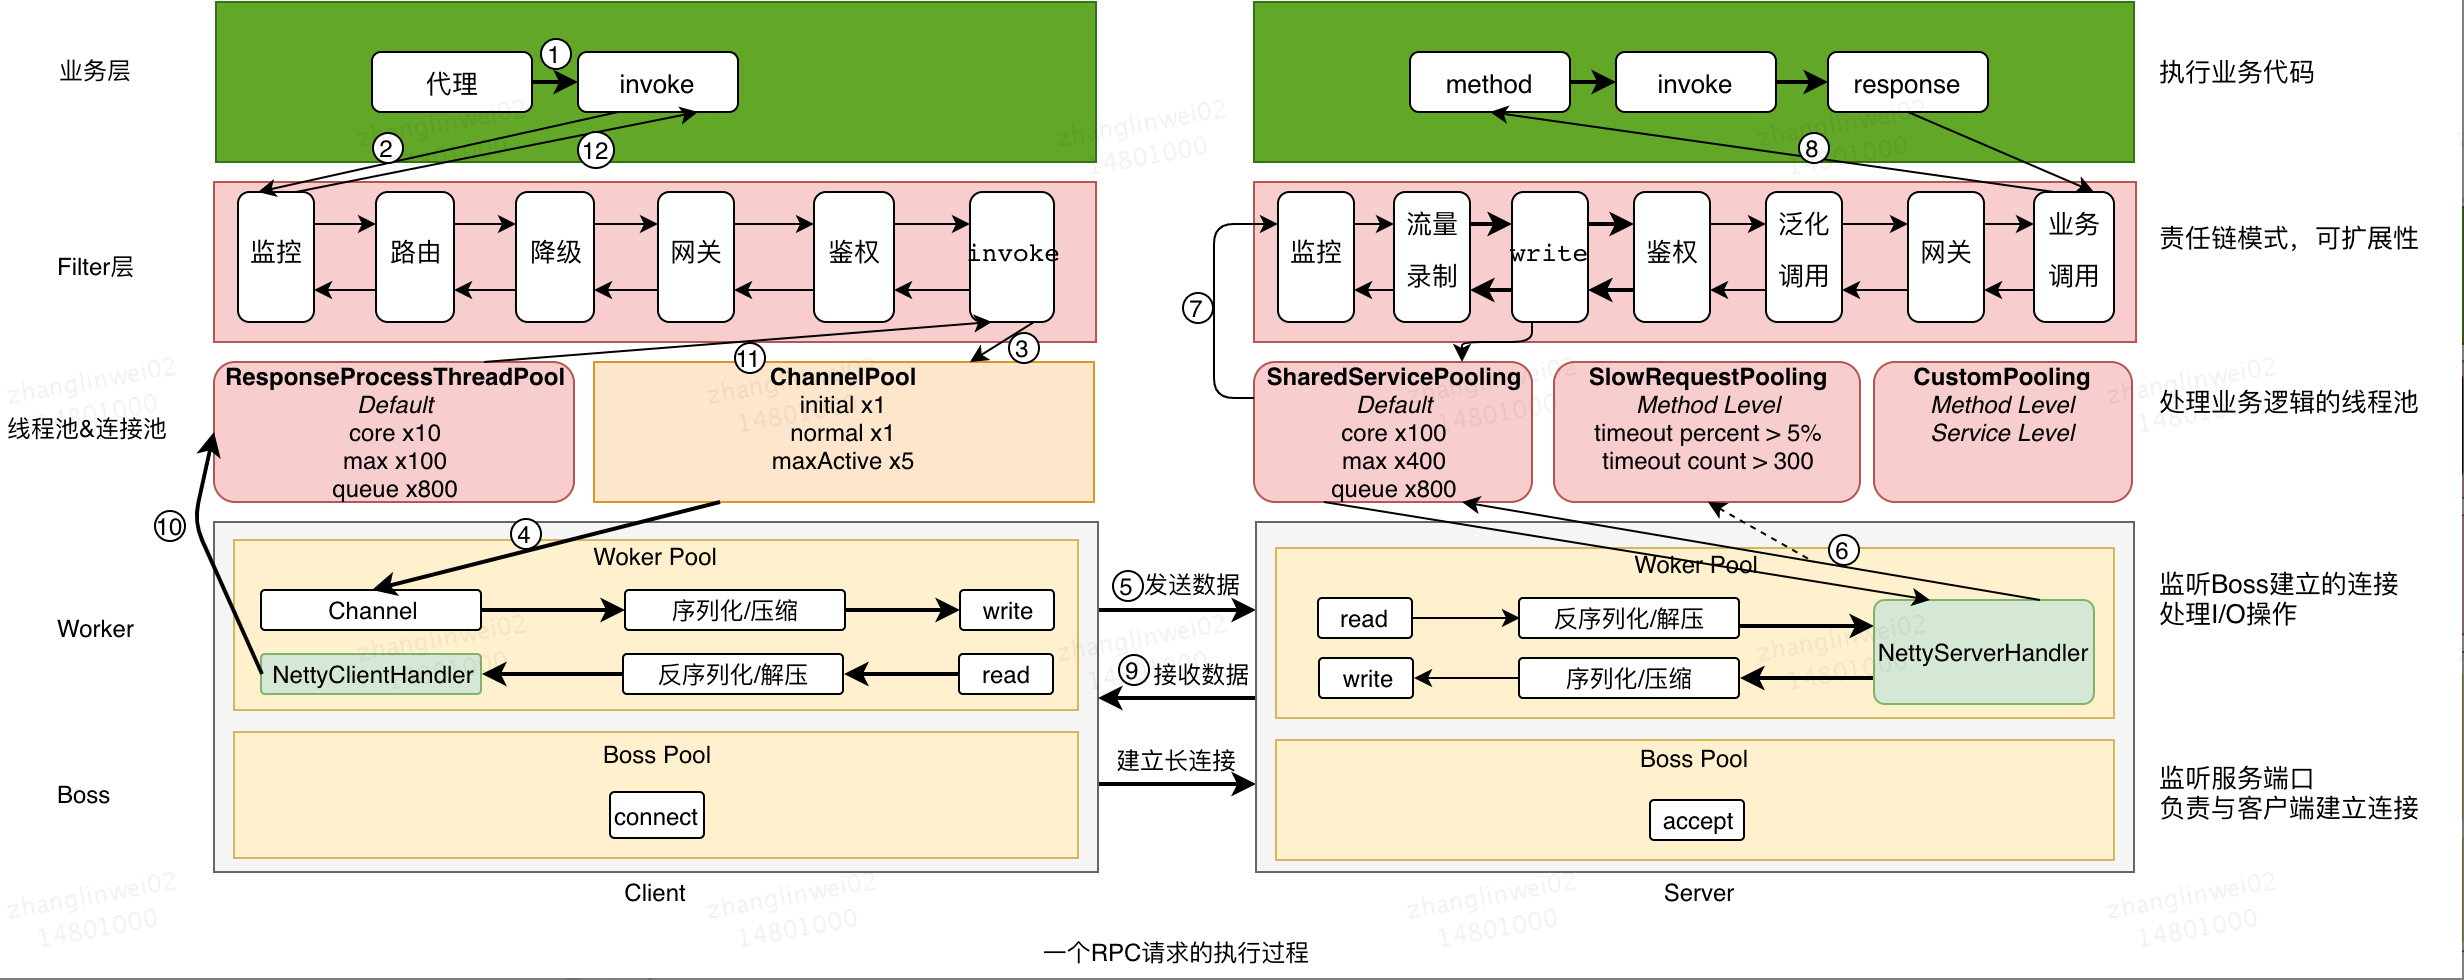 业务层
代理
①
invoke
method
invoke
response
执行业务代码
②
⑫
⑧
Filter层
监控
路由
降级
网关
鉴权
invoke
监控
流量
录制
write
鉴权
泛化
调用
网关
业务
调用
责任链模式，可扩展性
⑦
⑪
③
线程池&连接池
ResponseProcessThreadPool
Default
core x10
max x100
queue x800
ChannelPool
initial x1
normal x1
maxActive x5
SharedServicePooling
Default
core x100
max x400
queue x800
SlowRequestPooling
Method Level
timeout percent > 5%
timeout count > 300
CustomPooling
Method Level
Service Level
处理业务逻辑的线程池
⑩
④
⑥
Worker
Woker Pool
Channel
序列化/压缩
write
NettyClientHandler
反序列化/解压
read
⑤发送数据
⑨接收数据
Woker Pool
read
反序列化/解压
NettyServerHandler
write
序列化/压缩
监听Boss建立的连接
处理I/O操作
Boss
Boss Pool
connect
建立长连接
Boss Pool
accept
监听服务端口
负责与客户端建立连接
Client
Server
一个RPC请求的执行过程
zhanglinwei02
14801000